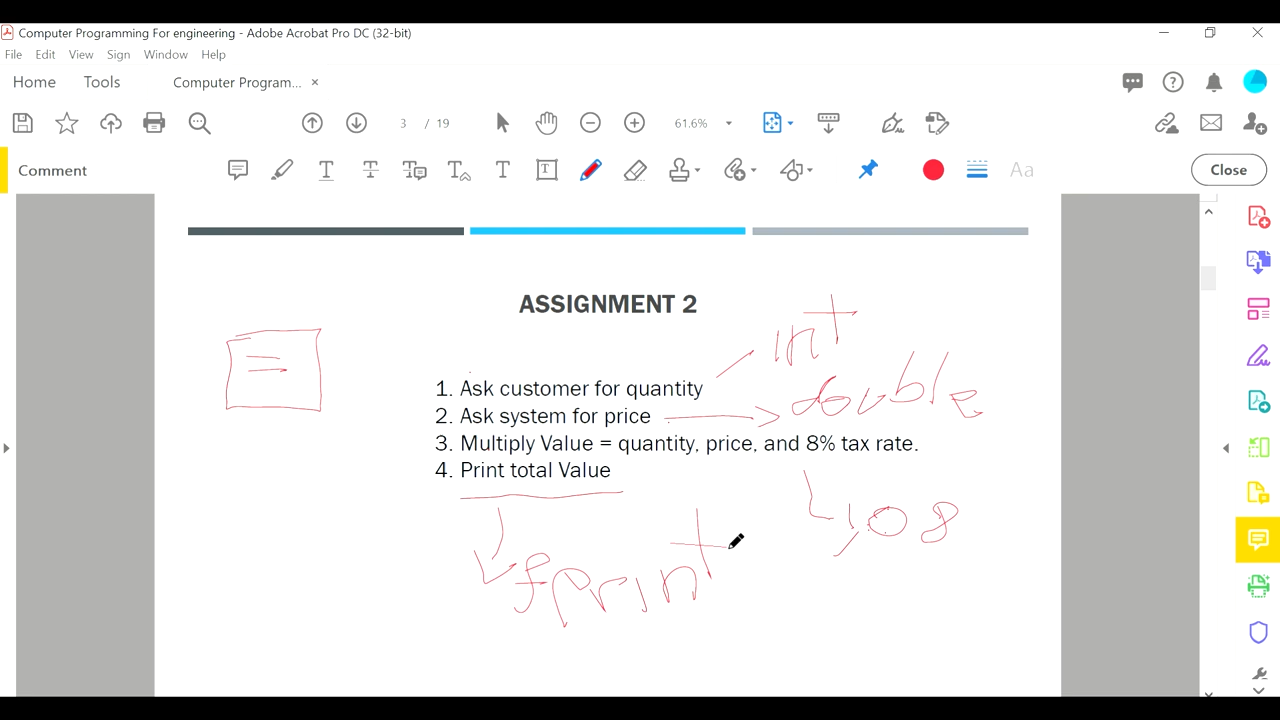 Computer Programming For engineering - Adobe Acrobat Pro DC (32-bit)
File Edit View Sign Window Help
Home Tools Computer Program... ×
3 / 19 61.6%
Comment Aa Close
ASSIGNMENT 2
int
1. Ask customer for quantity
double
2. Ask system for price
3. Multiply Value = quantity, price, and 8% tax rate.
4. Print total Value
1,08
fprint